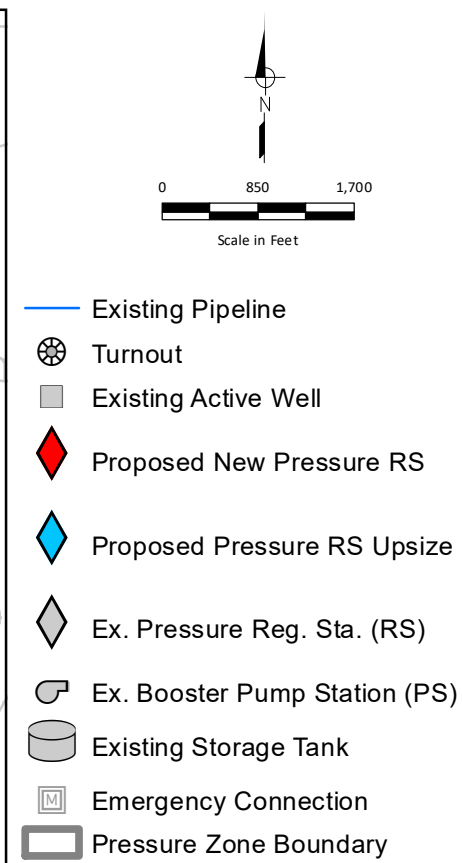 N
0 850 1,700
Scale in Feet
Existing Pipeline
Turnout
Existing Active Well
Proposed New Pressure RS
Proposed Pressure RS Upsize
Ex. Pressure Reg. Sta. (RS)
Ex. Booster Pump Station (PS)
Existing Storage Tank
M Emergency Connection
Pressure Zone Boundary